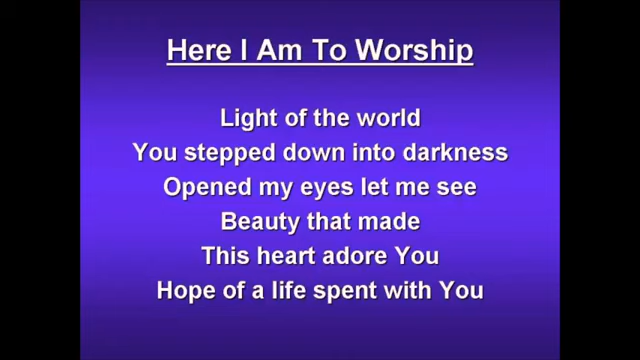 Here I Am To Worship
Light of the world
You stepped down into darkness
Opened my eyes let me see
Beauty that made
This heart adore You
Hope of a life spent with You